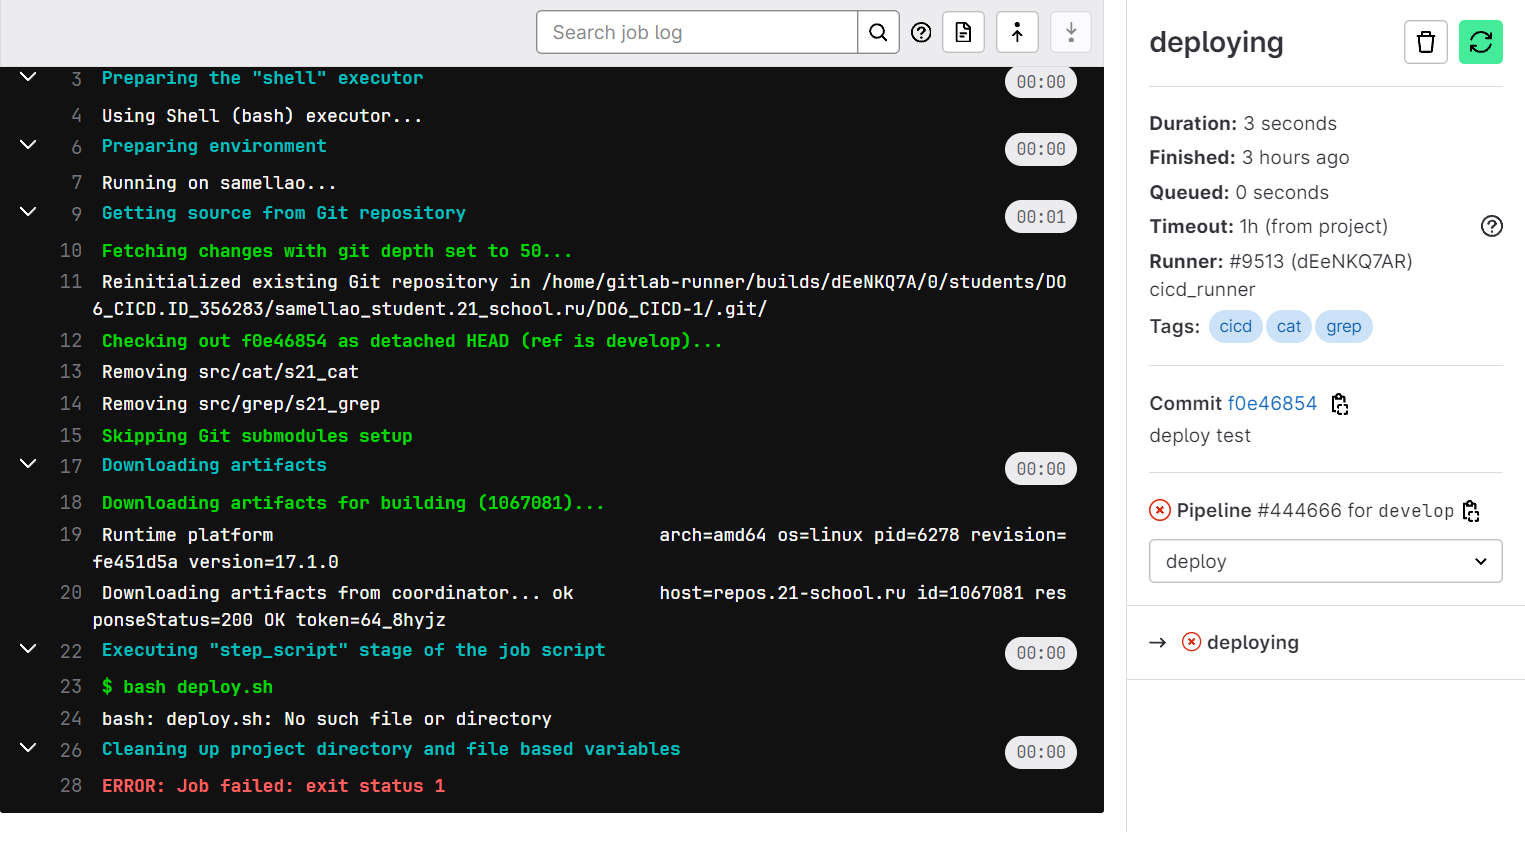 Search job log
3 Preparing the "shell" executor 00:00
4 Using Shell (bash) executor...
6 Preparing environment 00:00
7 Running on samellao...
9 Getting source from Git repository 00:01
10 Fetching changes with git depth set to 50...
11 Reinitialized existing Git repository in /home/gitlab-runner/builds/dEeNKQ7A/0/students/DO
6_CICD.ID_356283/samellao_student.21_school.ru/DO6_CICD-1/.git/
12 Checking out f0e46854 as detached HEAD (ref is develop)...
13 Removing src/cat/s21_cat
14 Removing src/grep/s21_grep
15 Skipping Git submodules setup
17 Downloading artifacts 00:00
18 Downloading artifacts for building (1067081)...
19 Runtime platform arch=amd64 os=linux pid=6278 revision=
fe451d5a version=17.1.0
20 Downloading artifacts from coordinator... ok host=repos.21-school.ru id=1067081 res
ponseStatus=200 OK token=64_8hyjz
22 Executing "step_script" stage of the job script 00:00
23 $ bash deploy.sh
24 bash: deploy.sh: No such file or directory
26 Cleaning up project directory and file based variables 00:00
28 ERROR: Job failed: exit status 1
deploying
Duration: 3 seconds
Finished: 3 hours ago
Queued: 0 seconds
Timeout: 1h (from project)
Runner: #9513 (dEeNKQ7AR)
cicd_runner
Tags: cicd cat grep
Commit f0e46854
deploy test
Pipeline #444666 for develop
deploy
→ deploying